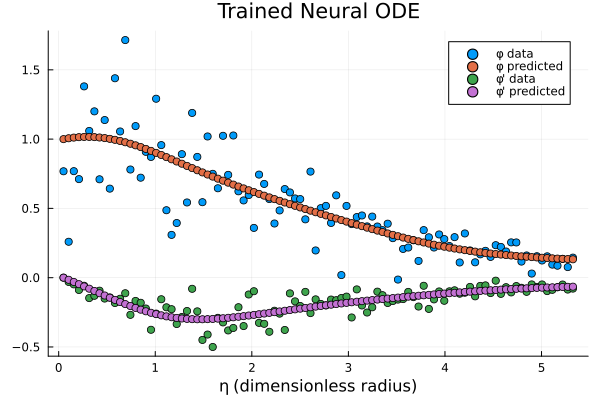 Trained Neural ODE
φ data
φ predicted
φ' data
φ' predicted
1.5
1.0
0.5
0.0
−0.5
0 1 2 3 4 5
η (dimensionless radius)